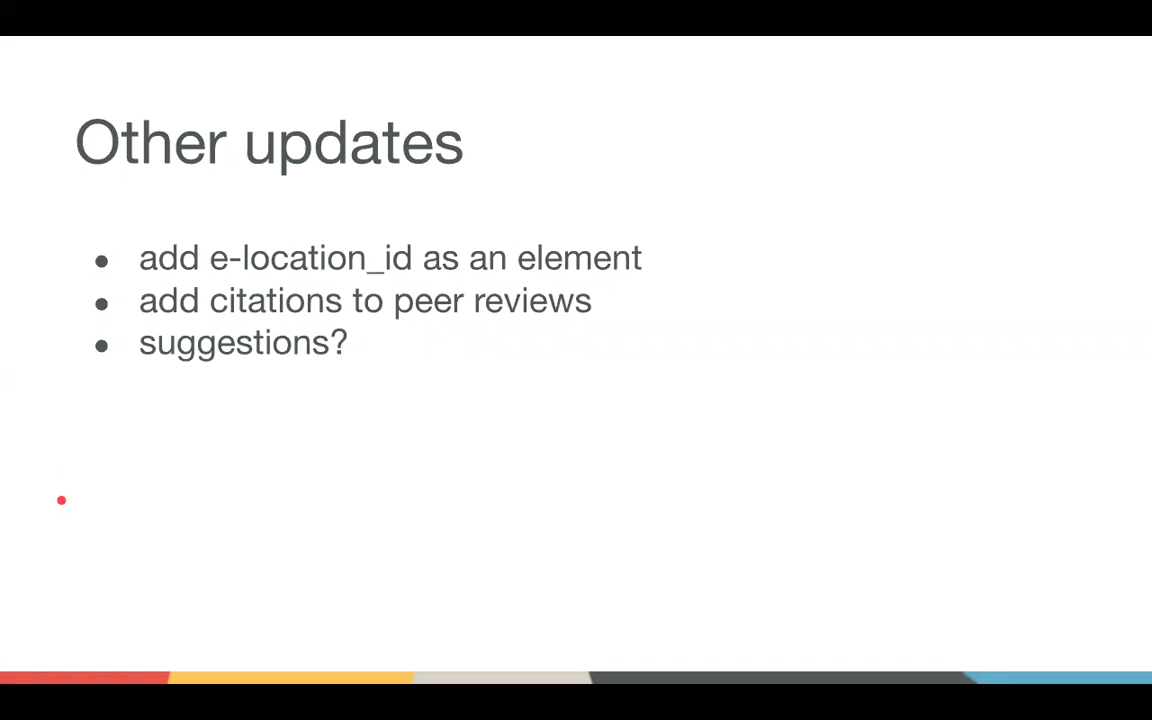 Other updates
● add e-location_id as an element
● add citations to peer reviews
● suggestions?